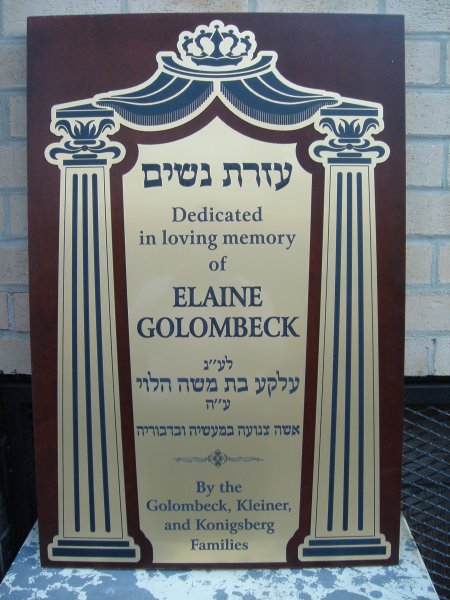 עזרת נשים
Dedicated
in loving memory
of
ELAINE
GOLOMBECK
לע״נ
עלקע בת משה הלוי
ע״ה
אשה צנועה במעשיה ובדבוריה
By the
Golombeck, Kleiner,
and Konigsberg
Families